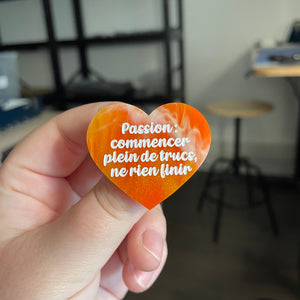 Passion :
commencer
plein de trucs,
ne rien finir